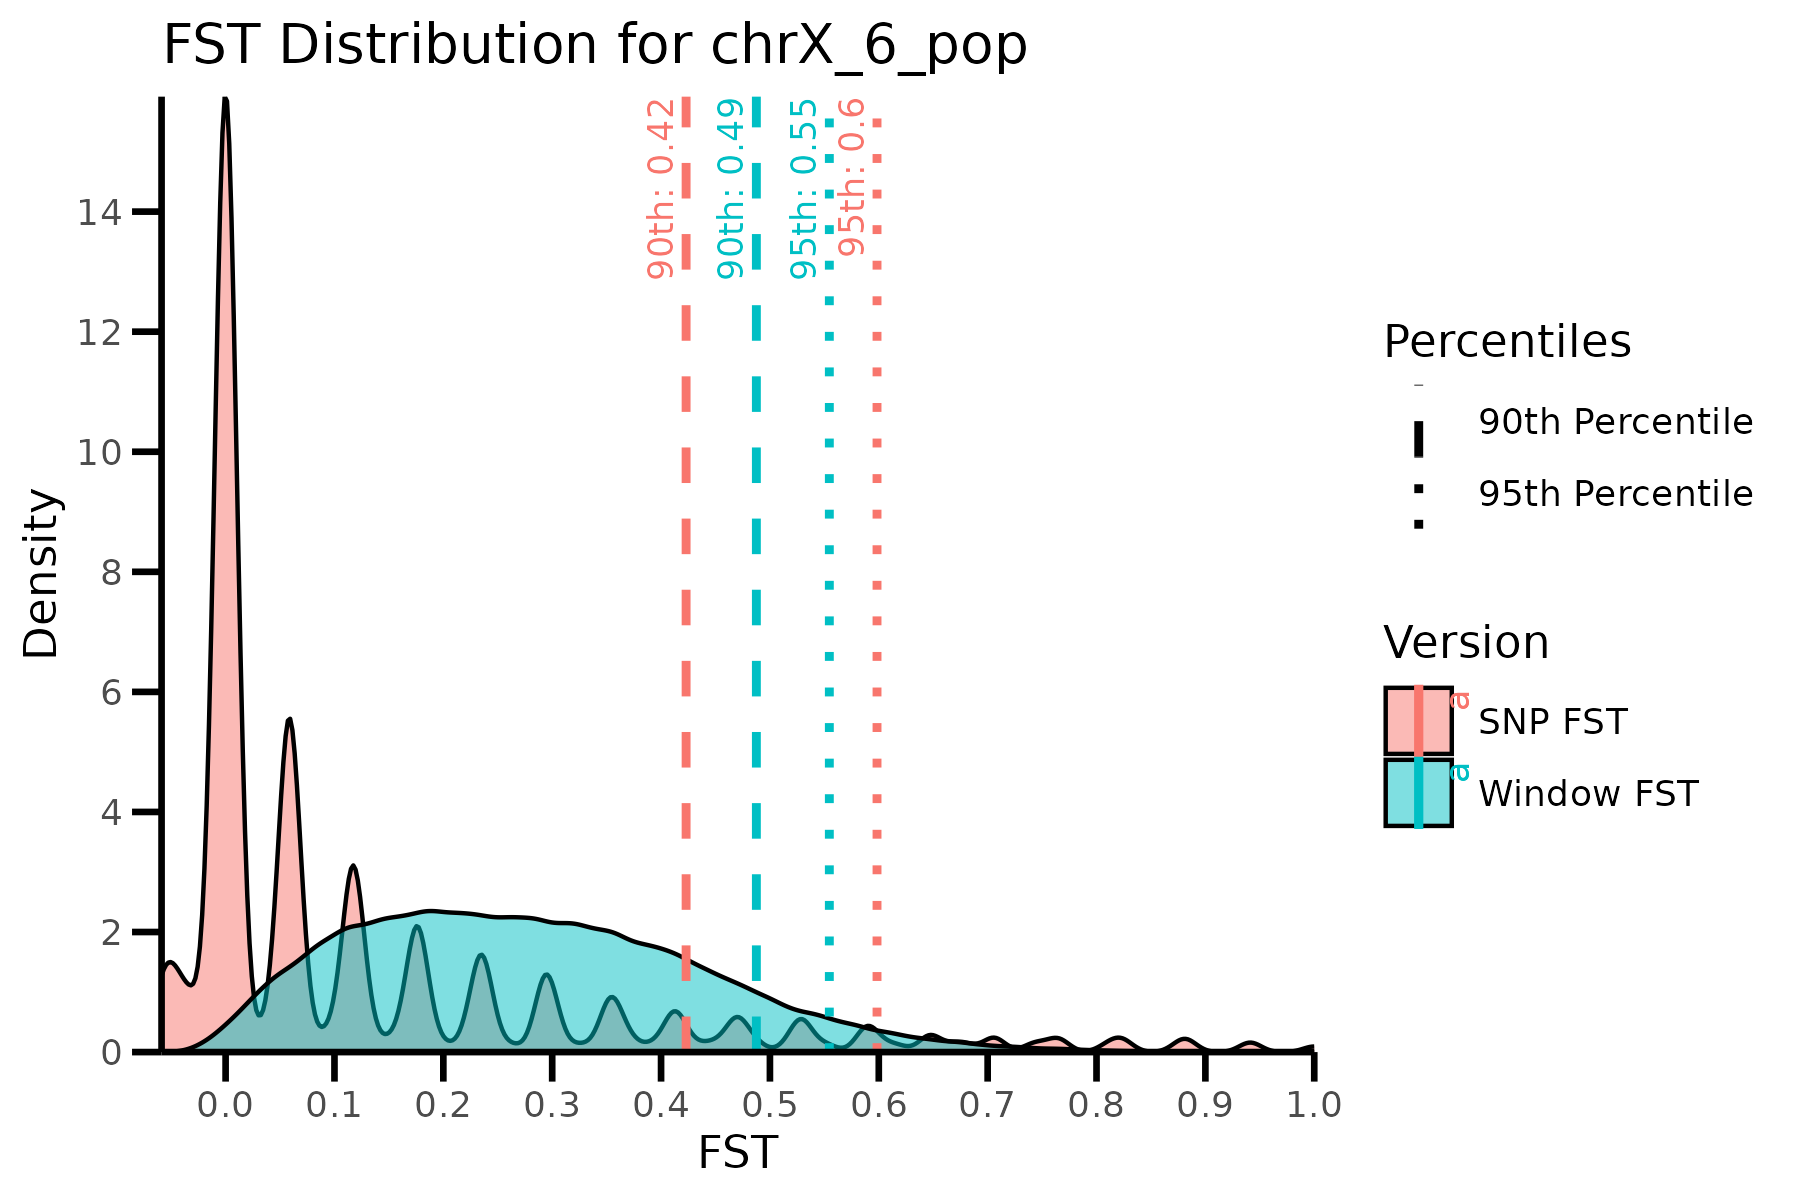 FST Distribution for chrX_6_pop
90th: 0.42
90th: 0.49
95th: 0.55
95th: 0.6
Density
14
12
10
8
6
4
2
0
0.0 0.1 0.2 0.3 0.4 0.5 0.6 0.7 0.8 0.9 1.0
FST
Percentiles
90th Percentile
95th Percentile
Version
a SNP FST
a Window FST